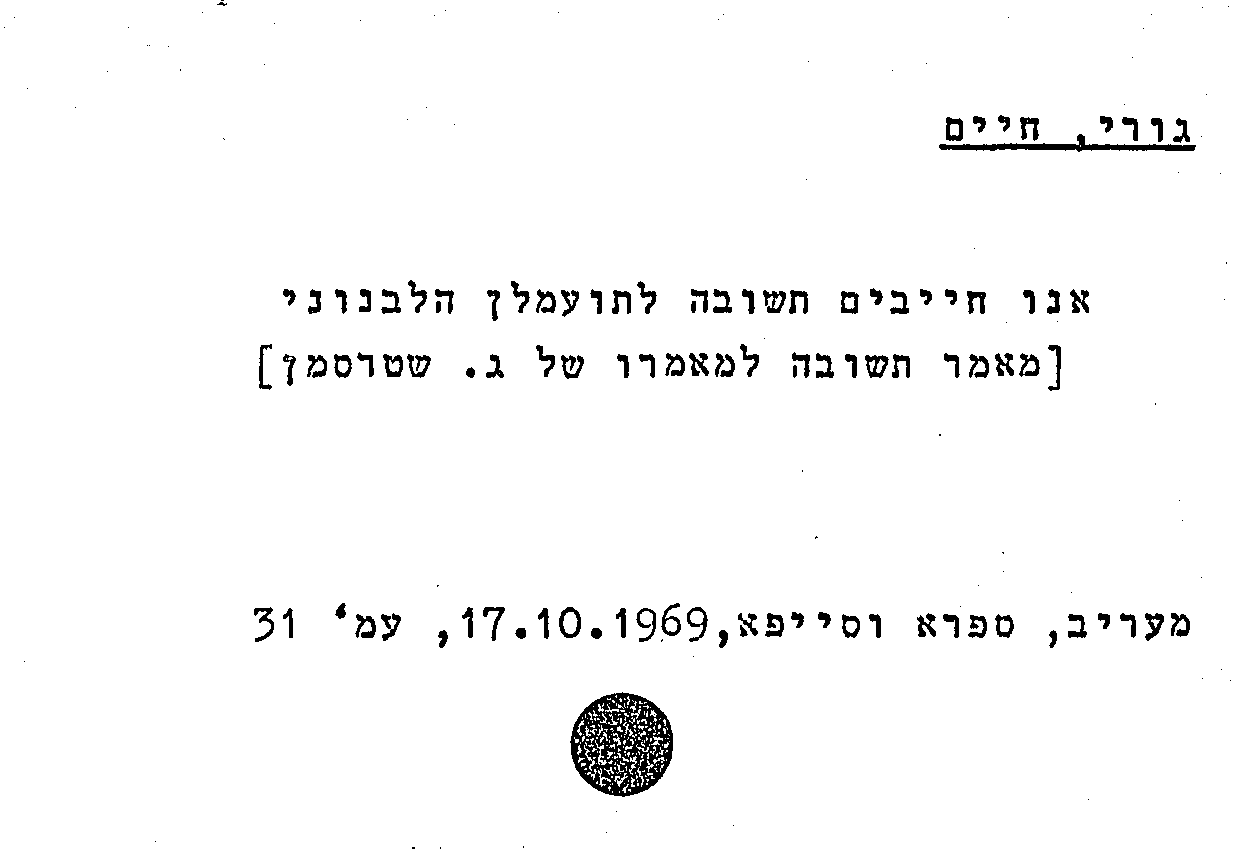 גורי, חיים
אנו חייבים תשובה לתועמלן הלבנוני
[מאמר תשובה למאמרו של ג. שטרסמן]
מעריב, ספרא וסייפא,17.10.1969, עמ' 31